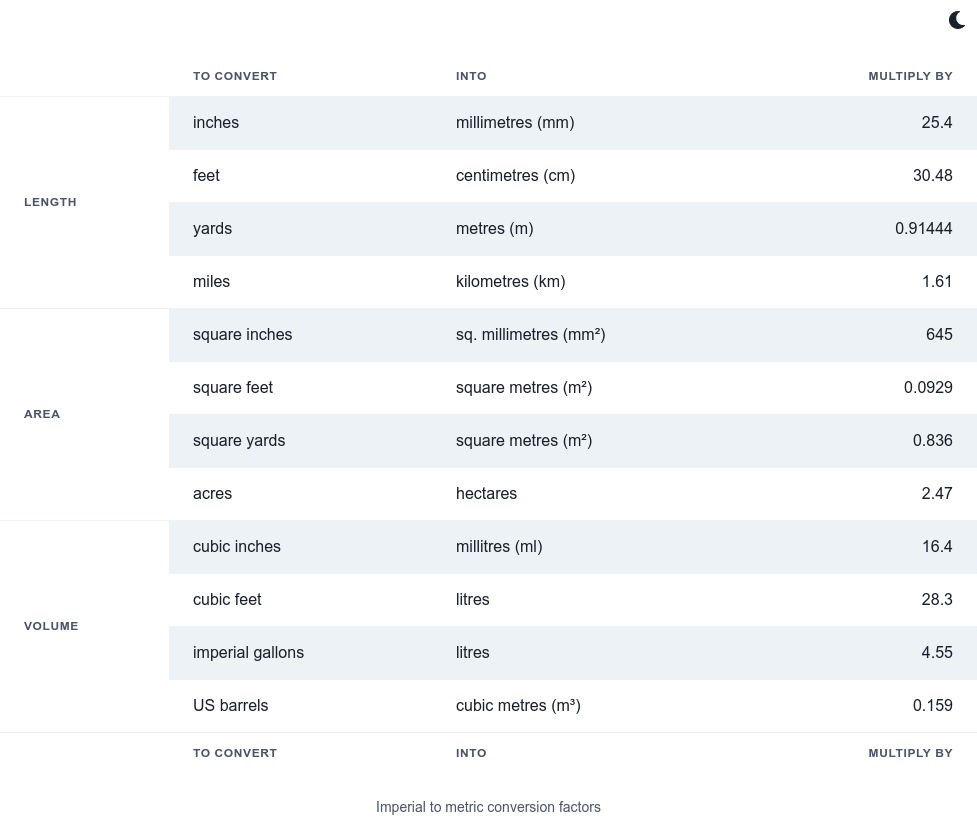 TO CONVERT INTO MULTIPLY BY
LENGTH
inches millimetres (mm) 25.4
feet centimetres (cm) 30.48
yards metres (m) 0.91444
miles kilometres (km) 1.61
AREA
square inches sq. millimetres (mm²) 645
square feet square metres (m²) 0.0929
square yards square metres (m²) 0.836
acres hectares 2.47
VOLUME
cubic inches millitres (ml) 16.4
cubic feet litres 28.3
imperial gallons litres 4.55
US barrels cubic metres (m³) 0.159
TO CONVERT INTO MULTIPLY BY
Imperial to metric conversion factors